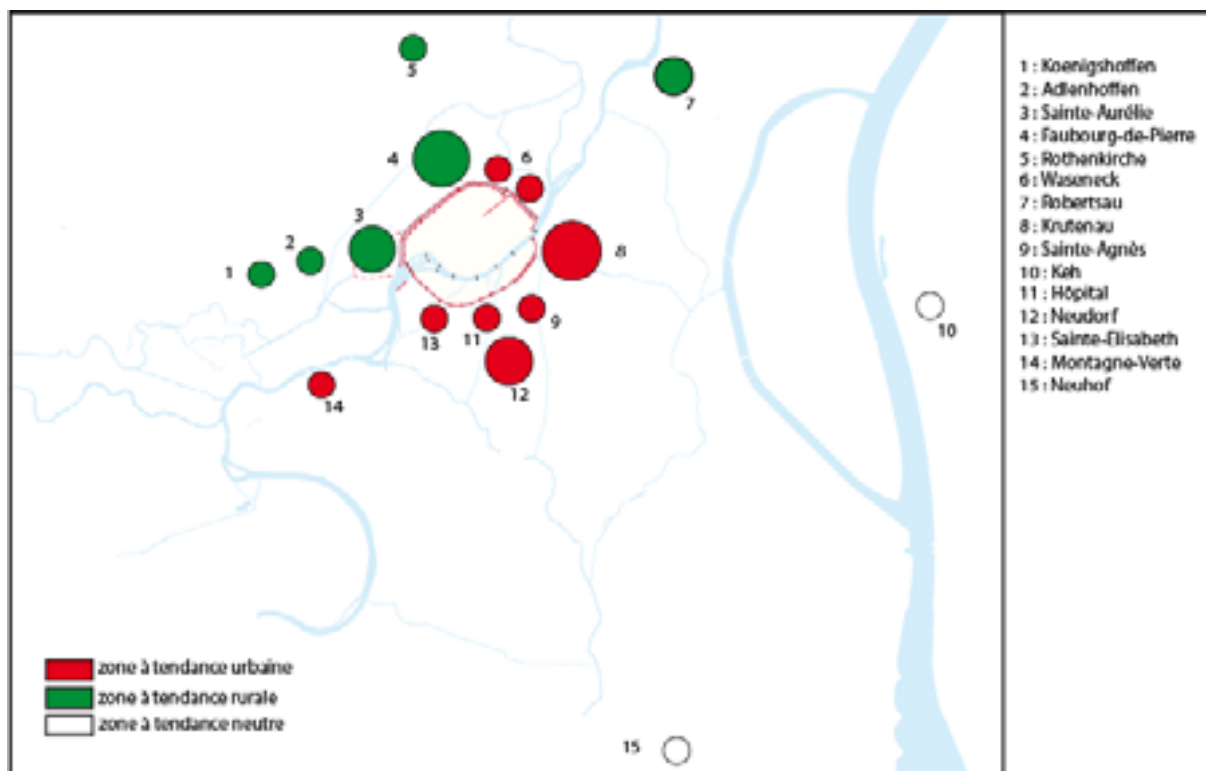 5
7
4
6
3
2
1
8
9
10
13
11
12
14
15
1 : Koenigshoffen
2 : Adlenhoffen
3 : Sainte-Aurélie
4 : Faubourg-de-Pierre
5 : Rothenkirche
6 : Waseneck
7 : Robertsau
8 : Krutenau
9 : Sainte-Agnès
10 : Keh
11 : Hôpital
12 : Neudorf
13 : Sainte-Elisabeth
14 : Montagne-Verte
15 : Neuhof
zone à tendance urbaine
zone à tendance rurale
zone à tendance neutre